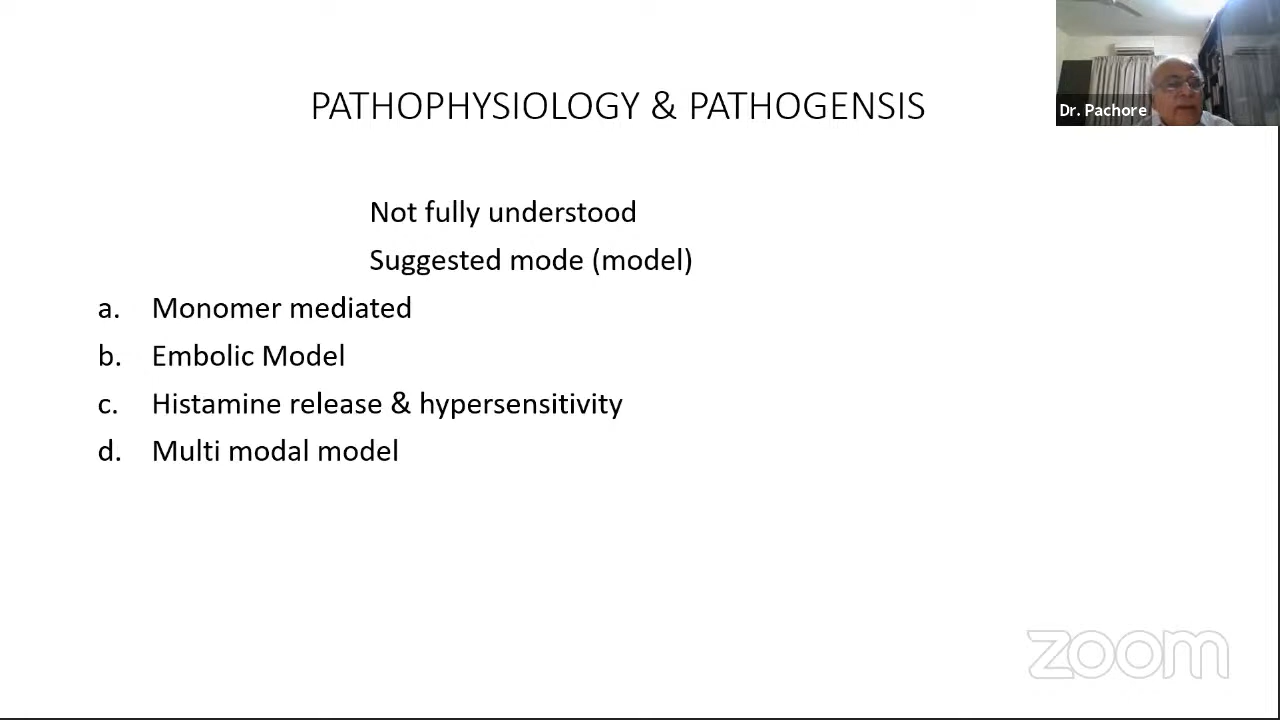 PATHOPHYSIOLOGY & PATHOGENSIS
Dr. Pachore
Not fully understood
Suggested mode (model)
a. Monomer mediated
b. Embolic Model
c. Histamine release & hypersensitivity
d. Multi modal model
zoom